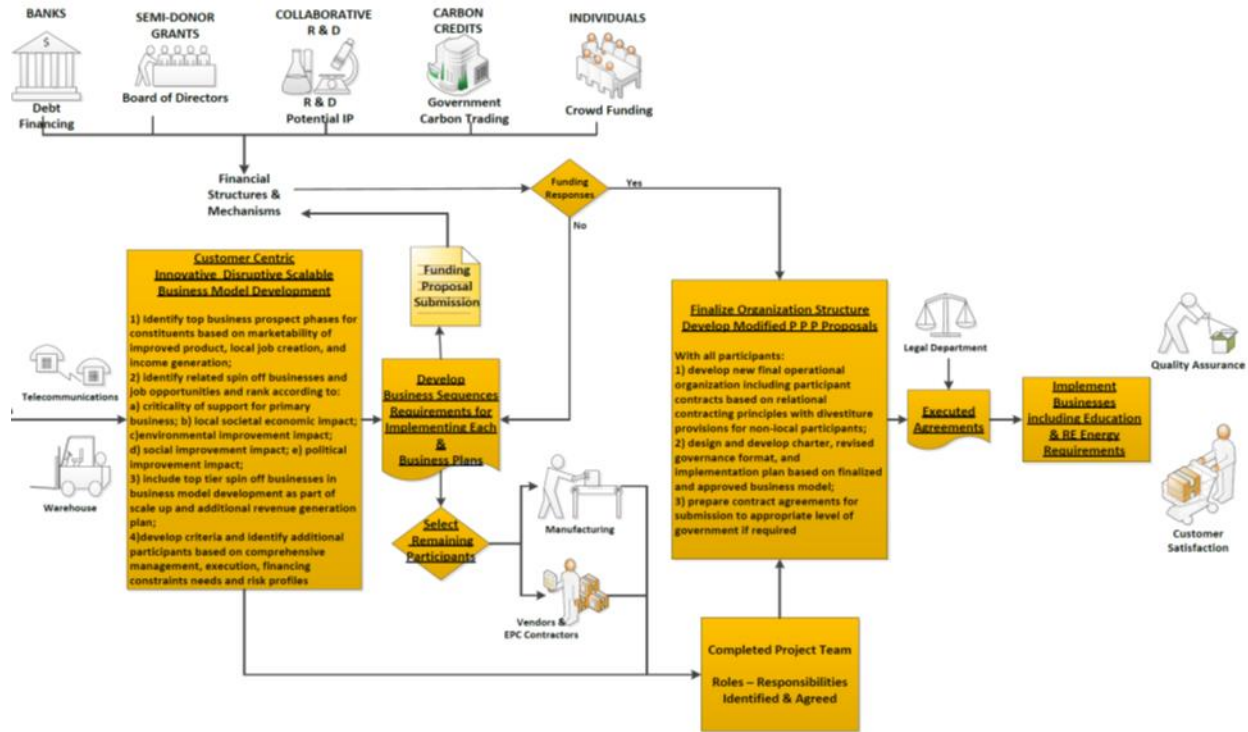 BANKS
SEMI-DONOR
GRANTS
COLLABORATIVE
R & D
CARBON
CREDITS
INDIVIDUALS
$
Debt
Financing
Board of Directors
R & D
Potential IP
Government
Carbon Trading
Crowd Funding
Financial
Structures &
Mechanisms
Funding
Responses
Yes
No
Customer Centric
Innovative Disruptive Scalable
Business Model Development
1) Identify top business prospect phases for
constituents based on marketability of
improved product, local job creation, and
income generation;
2) identify related spin off businesses and
job opportunities and rank according to:
a) criticality of support for primary
business; b) local societal economic impact;
c)environmental improvement impact;
d) social improvement impact; e) political
improvement impact;
3) include top tier spin off businesses in
business model development as part of
scale up and additional revenue generation
plan;
4)develop criteria and identify additional
participants based on comprehensive
management, execution, financing
constraints needs and risk profiles
Telecommunications
Warehouse
Funding
Proposal
Submission
Develop
Business Sequences
Requirements for
Implementing Each
&
Business Plans
Select
Remaining
Participants
Manufacturing
Vendors &
EPC Contractors
Finalize Organization Structure
Develop Modified P P P Proposals
With all participants:
1) develop new final operational
organization including participant
contracts based on relational
contracting principles with divestiture
provisions for non-local participants;
2) design and develop charter, revised
governance format, and
implementation plan based on finalized
and approved business model;
3) prepare contract agreements for
submission to appropriate level of
government if required
Completed Project Team
Roles – Responsibilities
Identified & Agreed
Legal Department
Executed
Agreements
Implement
Businesses
including Education
& RE Energy
Requirements
Quality Assurance
Customer
Satisfaction